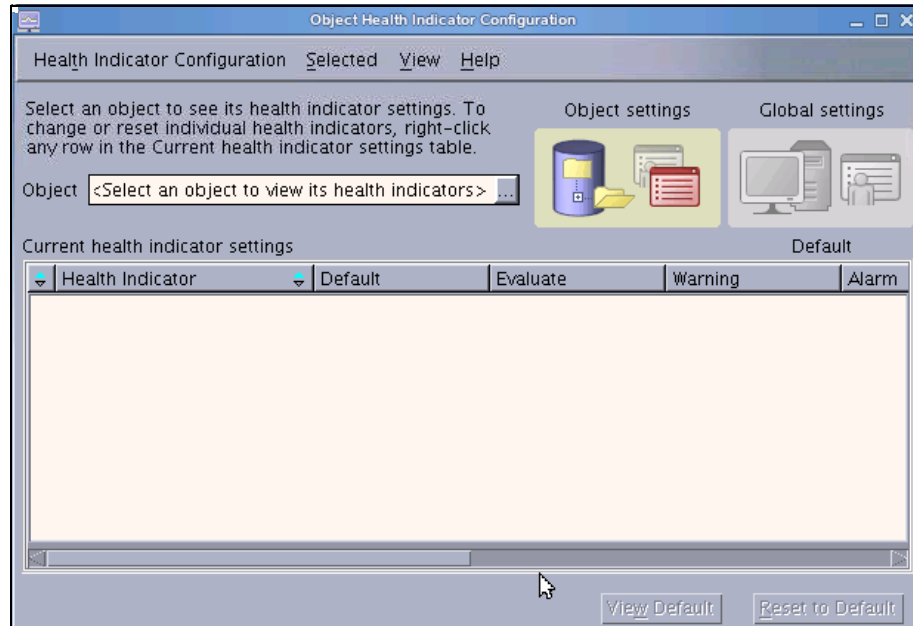 Object Health Indicator Configuration
Health Indicator Configuration Selected View Help
Select an object to see its health indicator settings. To
change or reset individual health indicators, right-click
any row in the Current health indicator settings table.
Object settings Global settings
Object <Select an object to view its health indicators> ...
Current health indicator settings Default
Health Indicator Default Evaluate Warning Alarm
View Default Reset to Default